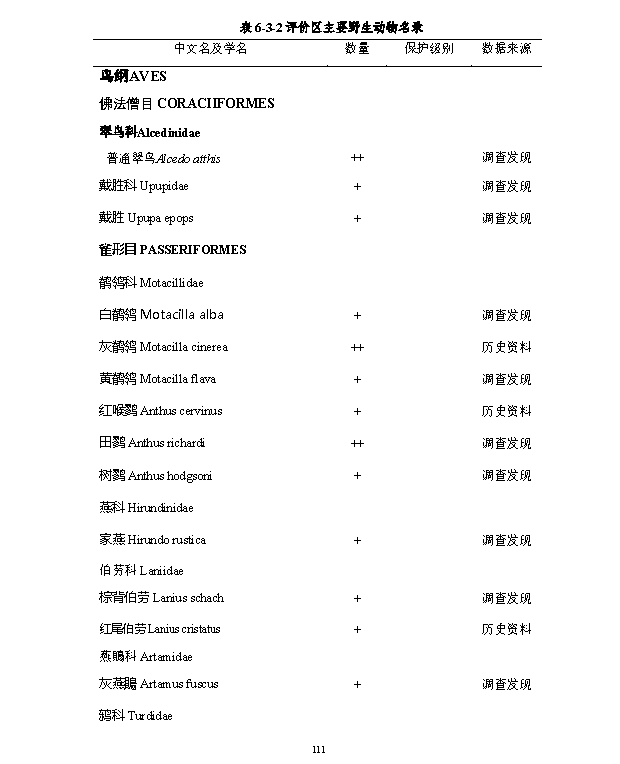 表 6-3-2 评价区主要野生动物名录
中文名及学名 数量 保护级别 数据来源
鸟纲AVES
佛法僧目 CORACIIFORMES
翠鸟科Alcedinidae
普通翠鸟Alcedo atthis ++ 调查发现
戴胜科 Upupidae + 调查发现
戴胜 Upupa epops + 调查发现
雀形目 PASSERIFORMES
鹡鸰科 Motacillidae
白鹡鸰 Motacilla alba + 调查发现
灰鹡鸰 Motacilla cinerea ++ 历史资料
黄鹡鸰 Motacilla flava + 调查发现
红喉鹨 Anthus cervinus + 历史资料
田鹨 Anthus richardi ++ 调查发现
树鹨 Anthus hodgsoni + 调查发现
燕科 Hirundinidae
家燕 Hirundo rustica + 调查发现
伯劳科 Laniidae
棕背伯劳 Lanius schach + 调查发现
红尾伯劳 Lanius cristatus + 历史资料
燕鵙科 Artamidae
灰燕鵙 Artamus fuscus + 调查发现
鸫科 Turdidae
111